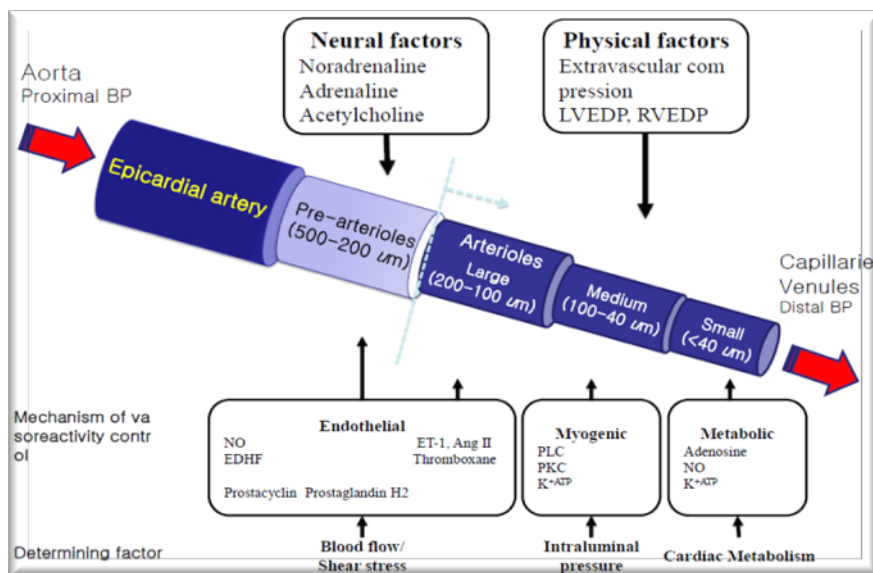 Neural factors
Noradrenaline
Adrenaline
Acetylcholine
Physical factors
Extravascular com
pression
LVEDP, RVEDP
Aorta
Proximal BP
Epicardial artery
Pre-arterioles
(500-200 um)
Arterioles
Large
(200-100 um)
Medium
(100-40 um)
Small
(<40 um)
Capillarie
Venules
Distal BP
Mechanism of va
soreactivity contr
ol
Endothelial
NO
EDHF
ET-1, Ang II
Thromboxane
Prostacyclin Prostaglandin H2
Myogenic
PLC
PKC
K+ATP
Metabolic
Adenosine
NO
K+ATP
Determining factor
Blood flow/
Shear stress
Intraluminal
pressure
Cardiac Metabolism